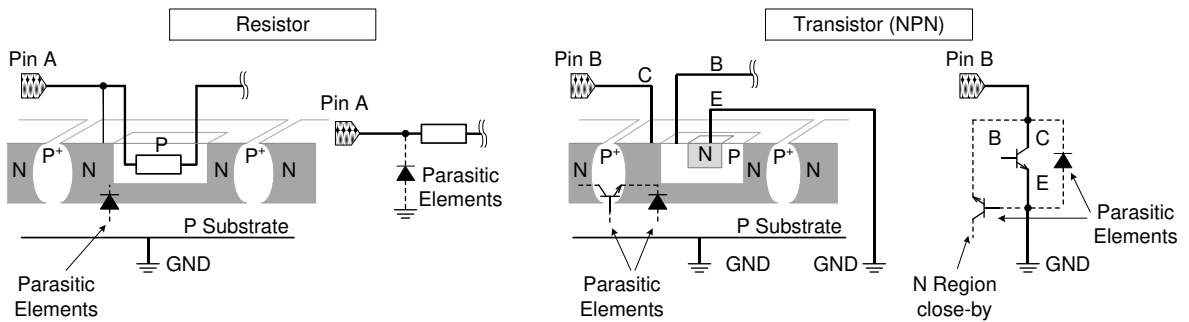 Resistor
Transistor (NPN)
Pin A
Pin B
C
B
E
Pin B
Pin A
N
P+
N
P
N
P+
N
N
P+
N
N
P
P+
N
N
B
C
E
Parasitic
Elements
P Substrate
GND
Parasitic
Elements
P Substrate
GND
GND
Parasitic
Elements
GND
Parasitic
Elements
N Region
close-by